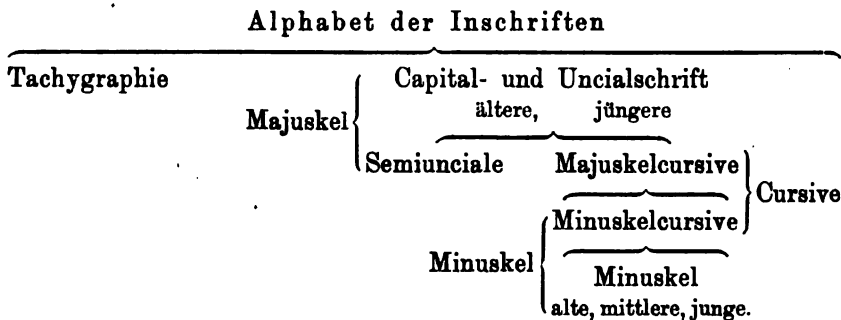 Alphabet der Inschriften
Tachygraphie Capital- und Uncialschrift
ältere, jüngere
Majuskel
Semiunciale Majuskelcursive
Cursive
Minuskelcursive
Minuskel
Minuskel
alte, mittlere, junge.